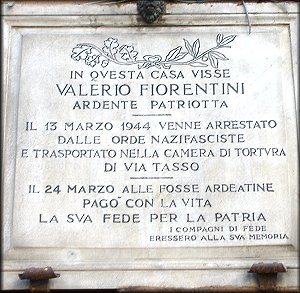 IN QVESTA CASA VISSE
VALERIO FIORENTINI
ARDENTE PATRIOTTA
IL 13 MARZO 1944 VENNE ARRESTATO
DALLE ORDE NAZIFASCISTE
E TRASPORTATO NELLA CAMERA DI TORTVRA
DI VIA TASSO
IL 24 MARZO ALLE FOSSE ARDEATINE
PAGO' CON LA VITA
LA SVA FEDE PER LA PATRIA
I COMPAGNI DI FEDE
ERESSERO ALLA SVA MEMORIA